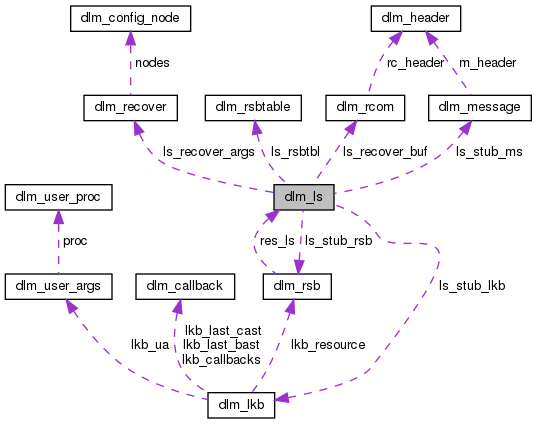 dlm_config_node
dlm_header
nodes
rc_header
m_header
dlm_recover
dlm_rsbtable
dlm_rcom
dlm_message
ls_recover_args
ls_rsbtbl
ls_recover_buf
ls_stub_ms
dlm_user_proc
dlm_ls
proc
res_ls
ls_stub_rsb
dlm_user_args
dlm_callback
dlm_rsb
ls_stub_lkb
lkb_ua
lkb_last_cast
lkb_last_bast
lkb_callbacks
lkb_resource
dlm_lkb